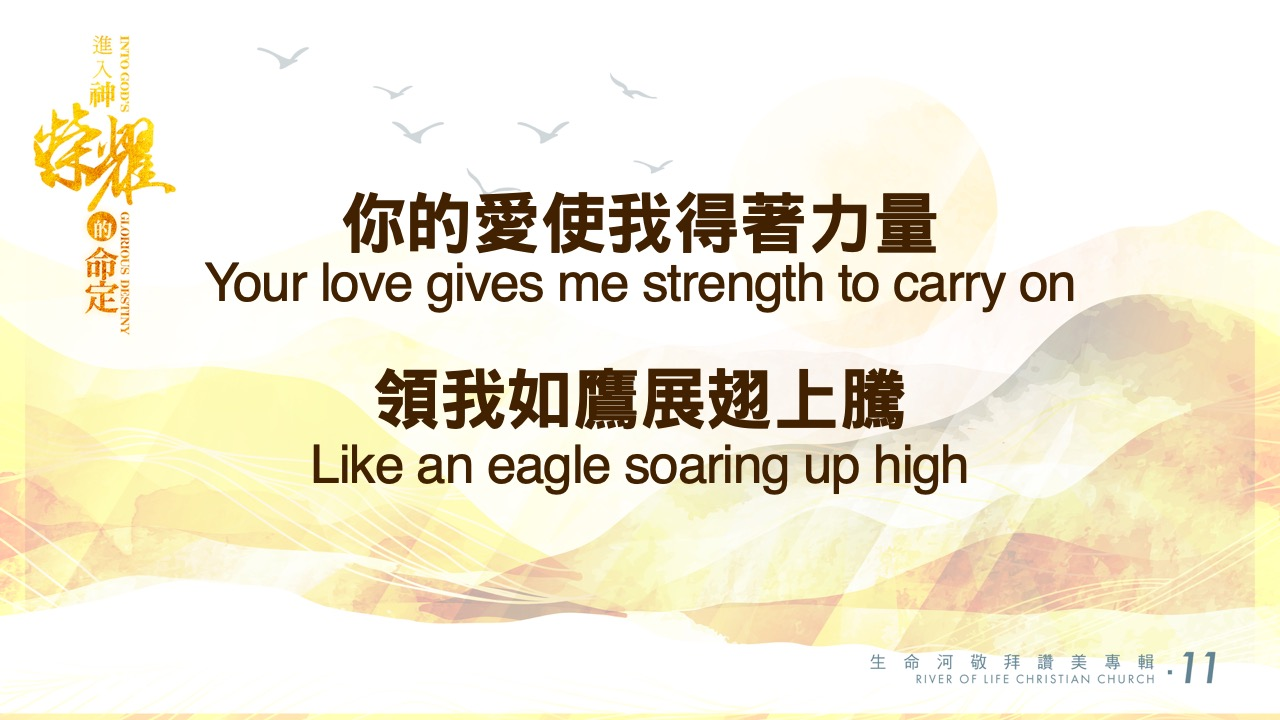 進入神
榮耀
的
命定
INTO GOD'S
GLORIOUS DESTINY
你的愛使我得著力量
Your love gives me strength to carry on
領我如鷹展翅上騰
Like an eagle soaring up high
生命河敬拜讚美專輯
RIVER OF LIFE CHRISTIAN CHURCH
·11